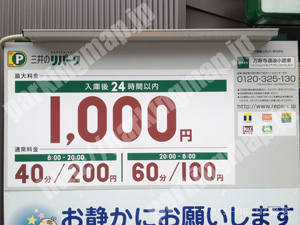 P 三井のリパーク
最大料金
入庫後24時間以内
1,000円
通常料金
6:00-20:00
20:00-6:00
40分/200円
60分/100円
万寿寺通油小路東
0120-325-130
お静かにお願いします
parkingmap.jp